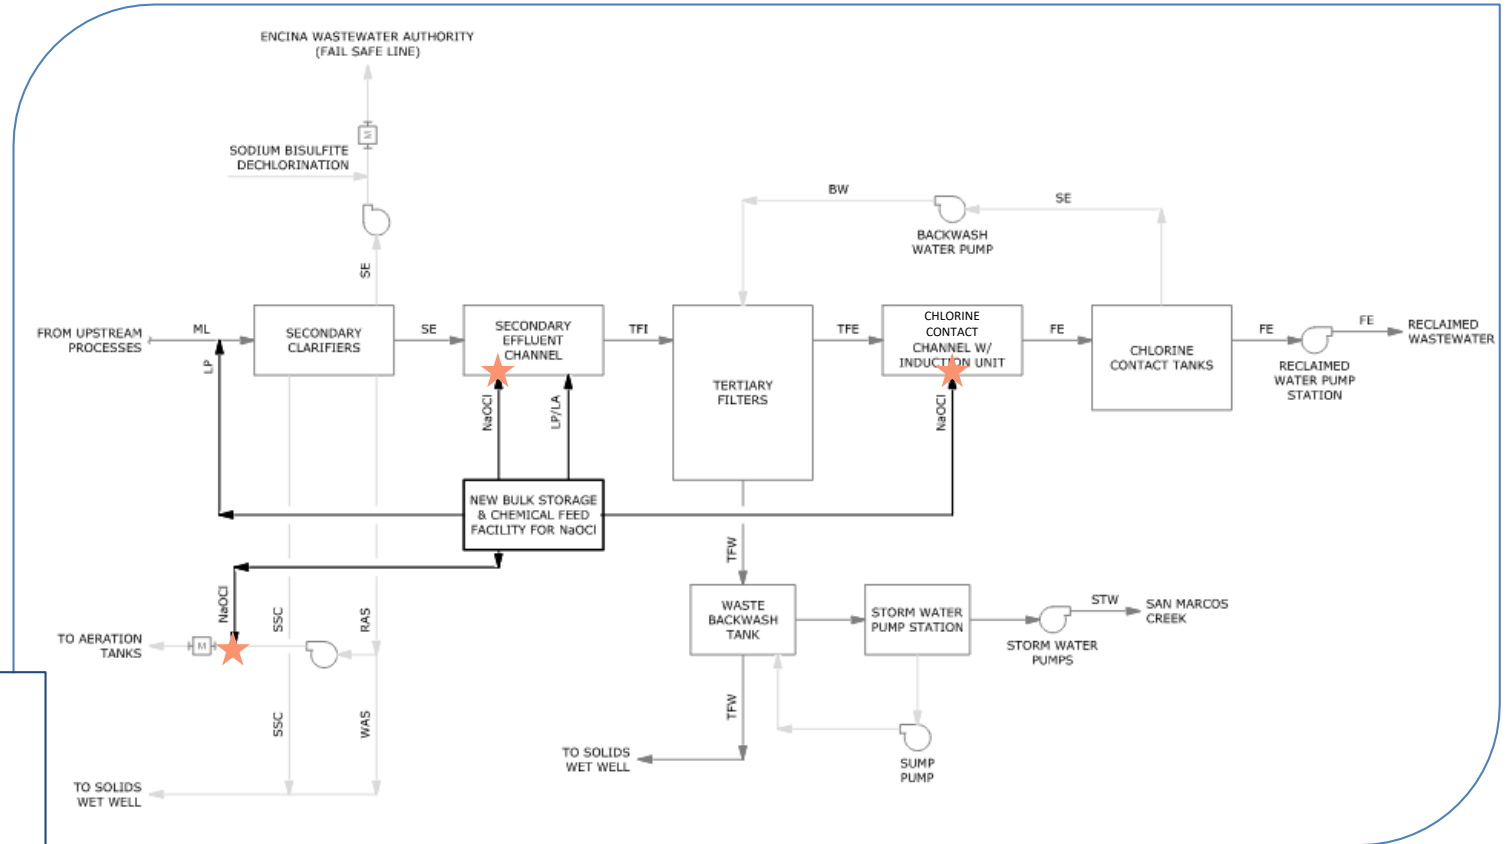 ENCINA WASTEWATER AUTHORITY
(FAIL SAFE LINE)
M
SODIUM BISULFITE
DECHLORINATION
BW
SE
BACKWASH
WATER PUMP
SE
FROM UPSTREAM
PROCESSES
ML
LP
SECONDARY
CLARIFIERS
SE
SECONDARY
EFFLUENT
CHANNEL
TFI
TERTIARY
FILTERS
TFE
CHLORINE
CONTACT
CHANNEL W/
INDUCTION UNIT
FE
CHLORINE
CONTACT TANKS
FE
FE
RECLAIMED
WASTEWATER
RECLAIMED
WATER PUMP
STATION
NaOCl
LP/LA
NaOCl
NEW BULK STORAGE
& CHEMICAL FEED
FACILITY FOR NaOCl
TFW
NaOCl
SSC
RAS
TO AERATION
TANKS
M
WASTE
BACKWASH
TANK
STORM WATER
PUMP STATION
STW
SAN MARCOS
CREEK
STORM WATER
PUMPS
SSC
WAS
TFW
TO SOLIDS
WET WELL
SUMP
PUMP
TO SOLIDS
WET WELL